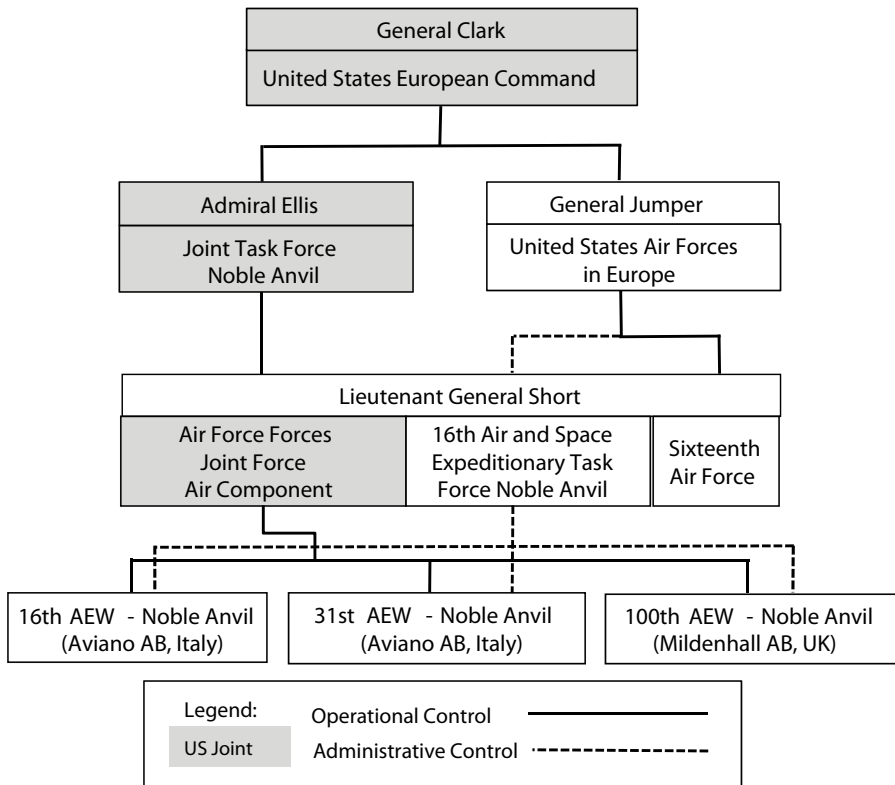 General Clark
United States European Command
Admiral Ellis
Joint Task Force
Noble Anvil
General Jumper
United States Air Forces
in Europe
Lieutenant General Short
Air Force Forces
Joint Force
Air Component
16th Air and Space
Expeditionary Task
Force Noble Anvil
Sixteenth
Air Force
16th AEW - Noble Anvil
(Aviano AB, Italy)
31st AEW - Noble Anvil
(Aviano AB, Italy)
100th AEW - Noble Anvil
(Mildenhall AB, UK)
Legend:
US Joint
Operational Control
Administrative Control